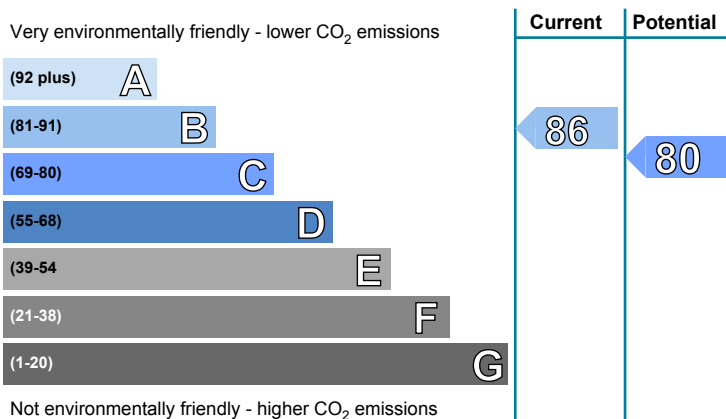 Current Potential
Very environmentally friendly - lower CO2 emissions
(92 plus) A
(81-91) B
86
(69-80) C
80
(55-68) D
(39-54 E
(21-38) F
(1-20) G
Not environmentally friendly - higher CO2 emissions